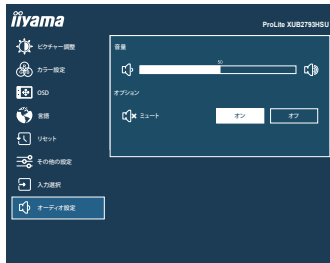 iiyama
ProLite XUB2793HSU
ピクチャー調整
カラー設定
OSD
言語
リセット
その他の設定
入力選択
オーディオ設定
音量
50
オプション
ミュート
オン
オフ